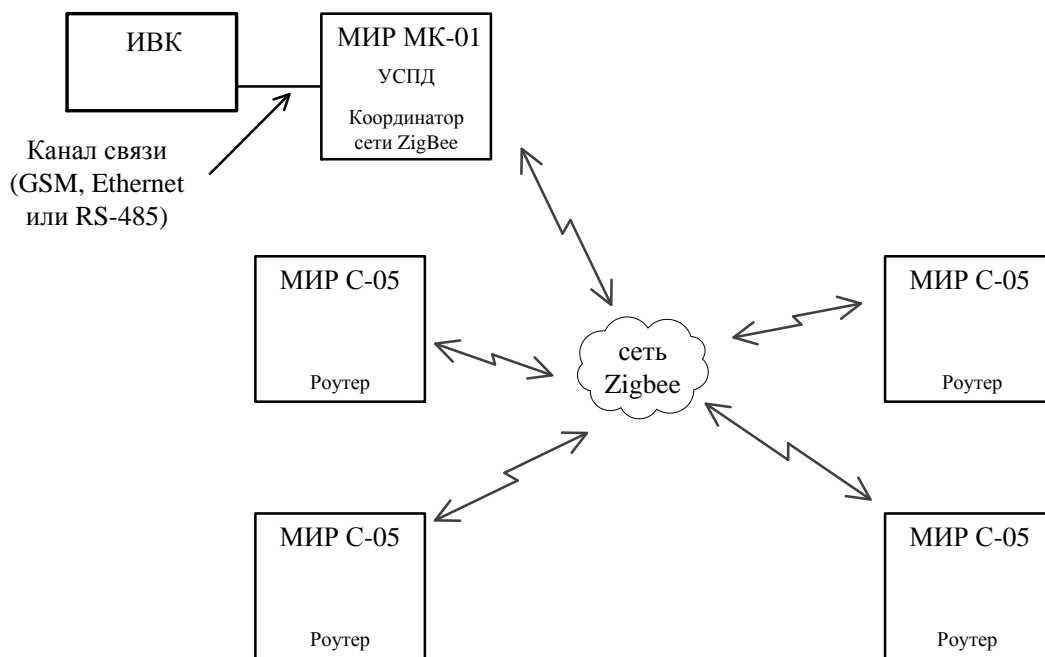 ИВК
МИР МК-01
УСПД
Координатор
сети ZigBee
Канал связи
(GSM, Ethernet
или RS-485)
МИР С-05
Роутер
сеть
Zigbee
МИР С-05
Роутер
МИР С-05
Роутер
МИР С-05
Роутер